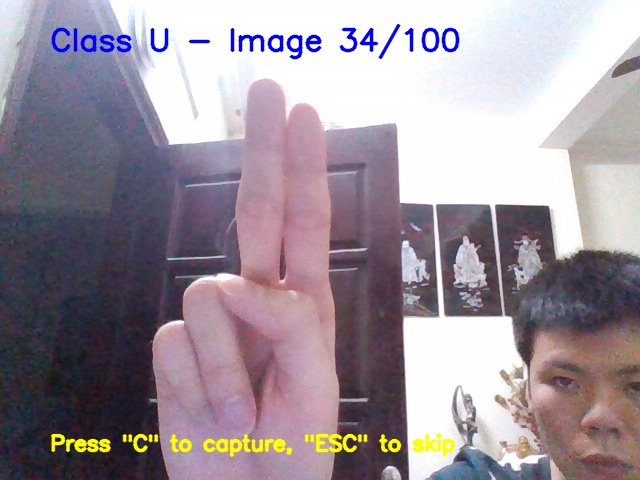 Class U - Image 34/100
Press "C" to capture, "ESC" to skip